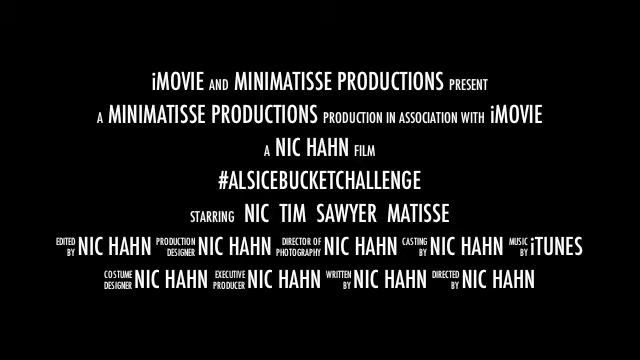 iMOVIE AND MINIMATISSE PRODUCTIONS PRESENT
A MINIMATISSE PRODUCTIONS PRODUCTION IN ASSOCIATION WITH iMOVIE
A NIC HAHN FILM
#ALSICEBUCKETCHALLENGE
STARRING NIC TIM SAWYER MATISSE
EDITED BY NIC HAHN PRODUCTION DESIGNER NIC HAHN DIRECTOR OF PHOTOGRAPHY NIC HAHN CASTING BY NIC HAHN MUSIC BY iTUNES
COSTUME DESIGNER NIC HAHN EXECUTIVE PRODUCER NIC HAHN WRITTEN BY NIC HAHN DIRECTED BY NIC HAHN